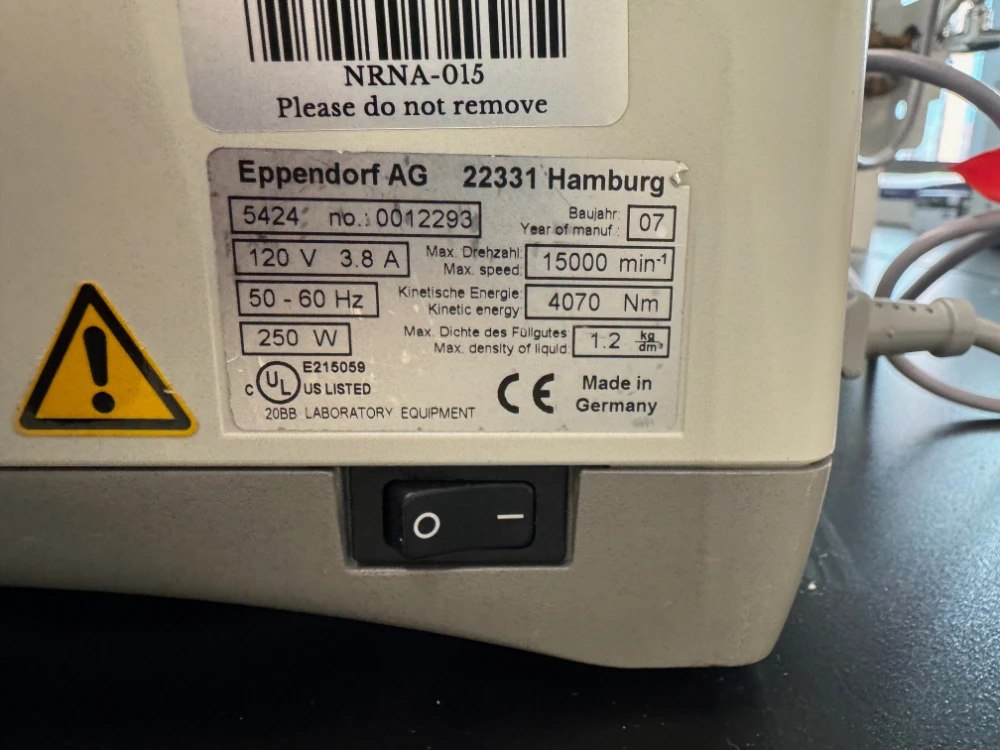 NRNA-015
Please do not remove
Eppendorf AG 22331 Hamburg
5424 no.: 0012293
Baujahr:
Year of manuf.: 07
120 V 3.8 A
Max. Drehzahl:
Max. speed: 15000 min⁻¹
50 - 60 Hz
Kinetische Energie:
Kinetic energy: 4070 Nm
250 W
Max. Dichte des Füllgutes
Max. density of liquid: 1.2 kg/dm³
E215059
C UL US LISTED
20BB LABORATORY EQUIPMENT
CE
Made in
Germany
O I